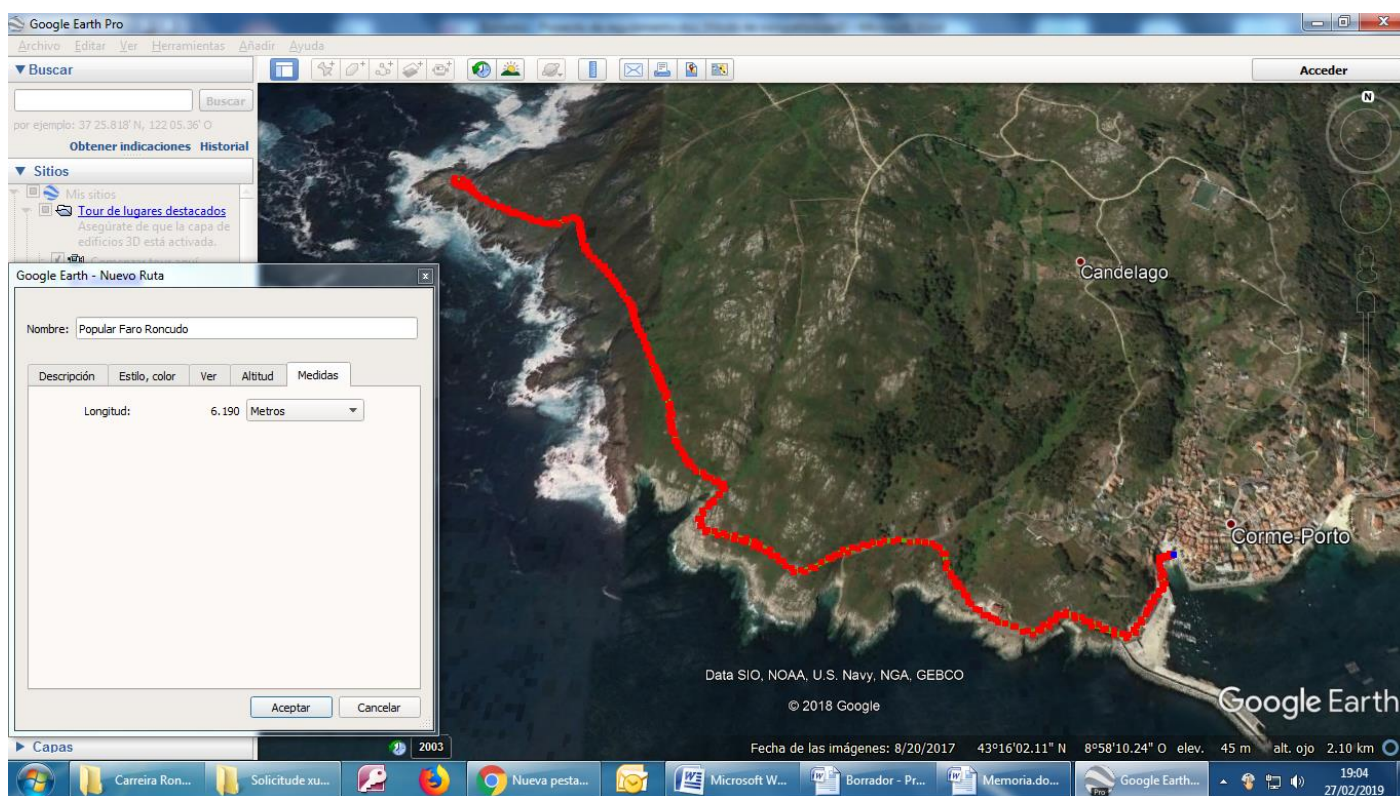 Google Earth Pro
Archivo Editar Ver Herramientas Añadir Ayuda
Buscar
Acceder
Buscar
por ejemplo: 37 25.818' N, 122 05.36' O
Obtener indicaciones Historial
Sitios
Mis sitios
Tour de lugares destacados
Asegúrate de que la capa de
edificios 3D está activada.
Google Earth - Nuevo Ruta
Nombre: Popular Faro Roncudo
Descripción Estilo, color Ver Altitud Medidas
Longitud: 6.190 Metros
Aceptar Cancelar
N
Candelago
Corme-Porto
Data SIO, NOAA, U.S. Navy, NGA, GEBCO
© 2018 Google
Google Earth
Capas
2003
Fecha de las imágenes: 8/20/2017 43°16'02.11" N 8°58'10.24" O elev. 45 m alt. ojo 2.10 km
Carreira Ron... Solicitude xu... Nueva pesta... Microsoft W... Borrador - Pr... Memoria.do... Google Earth... 19:04
27/02/2019